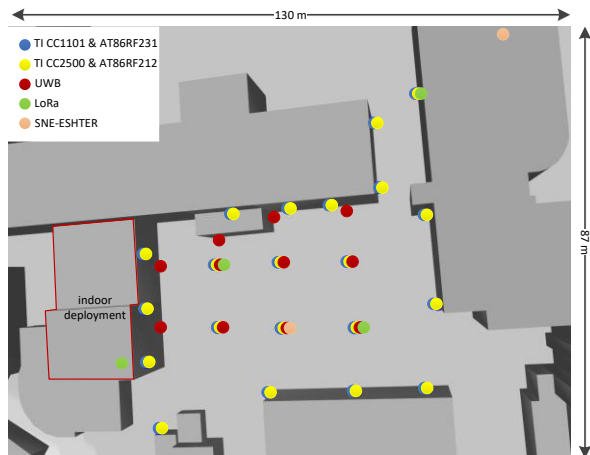 130 m
TI CC1101 & AT86RF231
TI CC2500 & AT86RF212
UWB
LoRa
SNE-ESHTER
87 m
indoor
deployment